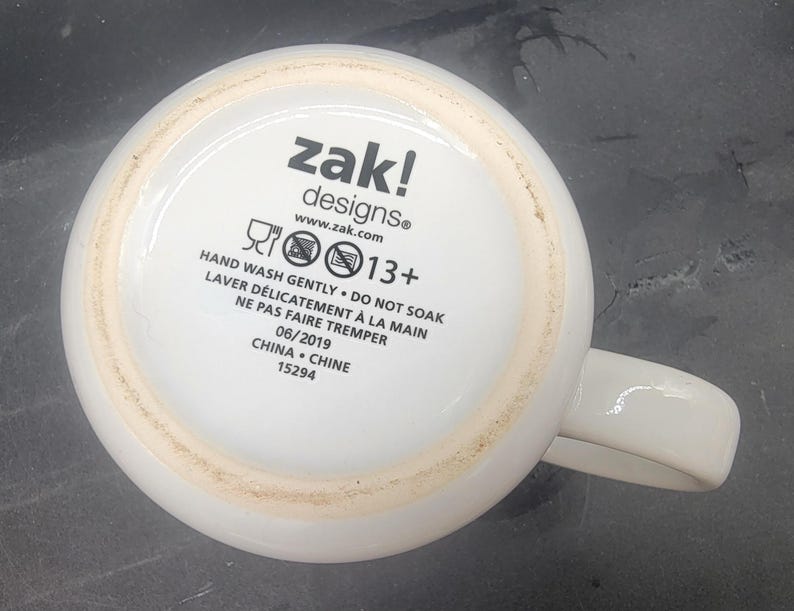 zak!
designs®
www.zak.com
13+
HAND WASH GENTLY • DO NOT SOAK
LAVER DÉLICATEMENT À LA MAIN
NE PAS FAIRE TREMPER
06/2019
CHINA • CHINE
15294